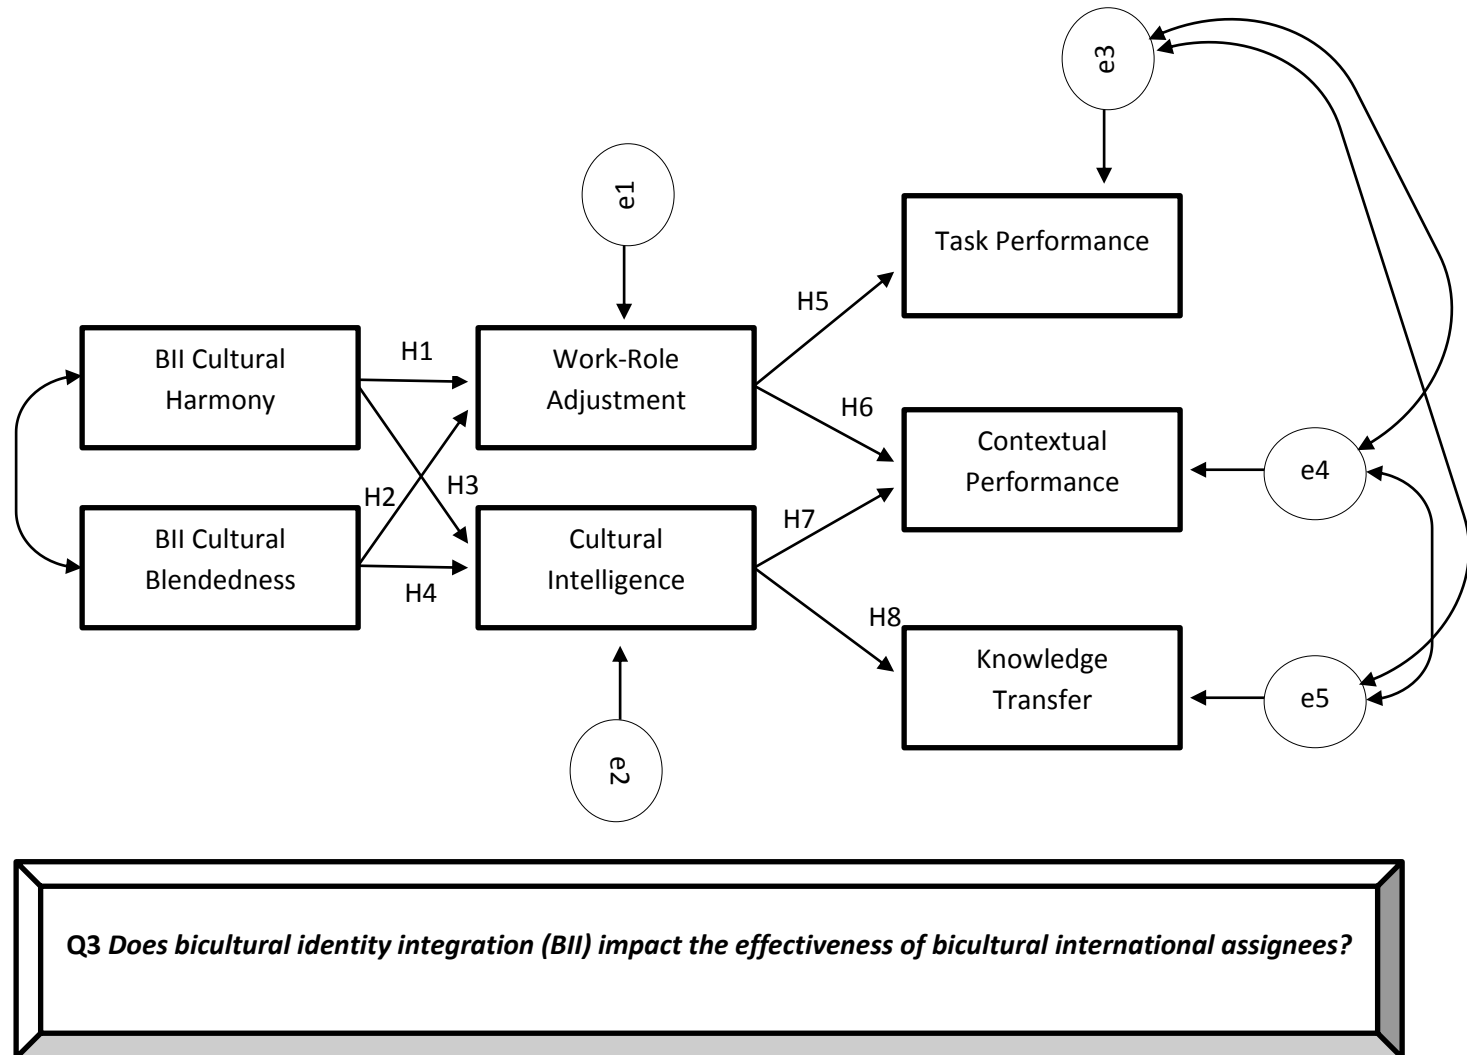 e3
e1
Task Performance
H5
BII Cultural
Harmony
H1
Work-Role
Adjustment
H6
Contextual
Performance
e4
H2
H3
BII Cultural
Blendedness
H4
Cultural
Intelligence
H7
H8
Knowledge
Transfer
e5
e2
Q3 Does bicultural identity integration (BII) impact the effectiveness of bicultural international assignees?